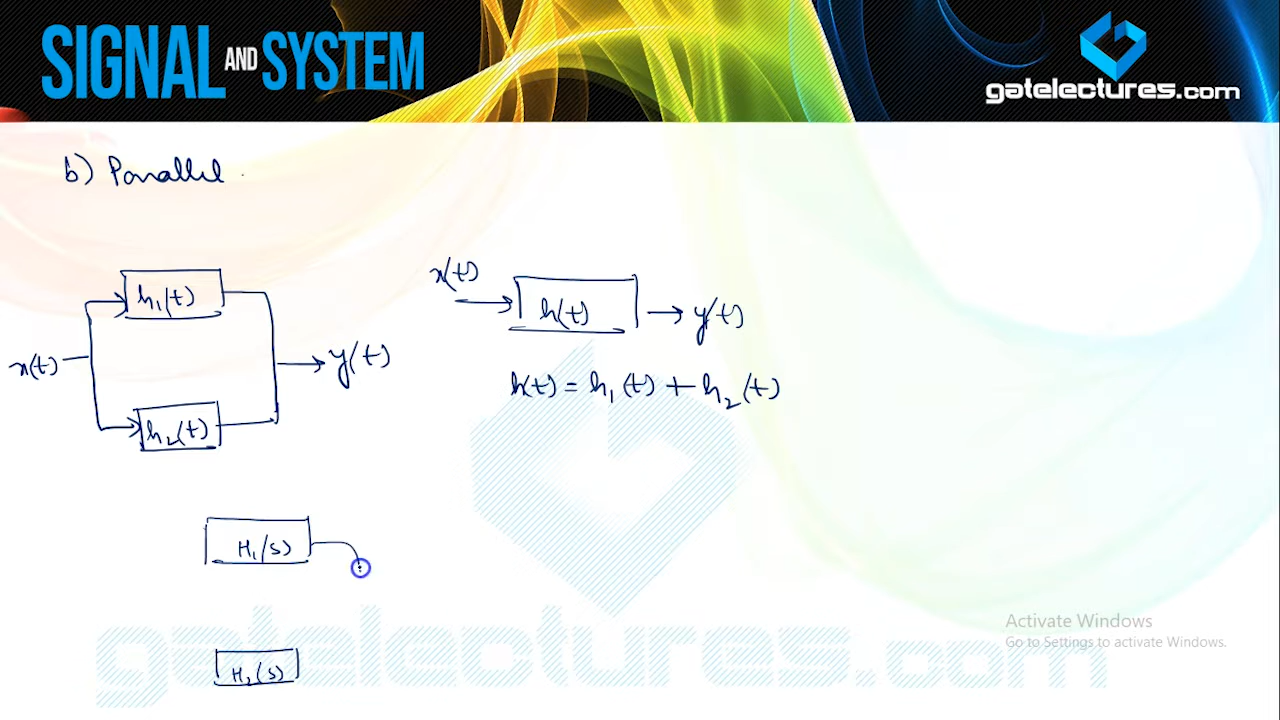 SIGNAL AND SYSTEM
gatelectures.com
b) Parallel
h₁(t)
x(t)
y(t)
h₂(t)
x(t)
h(t)
y(t)
h(t) = h₁(t) + h₂(t)
H₁(s)
H₂(s)
gatelectures.com
Activate Windows
Go to Settings to activate Windows.